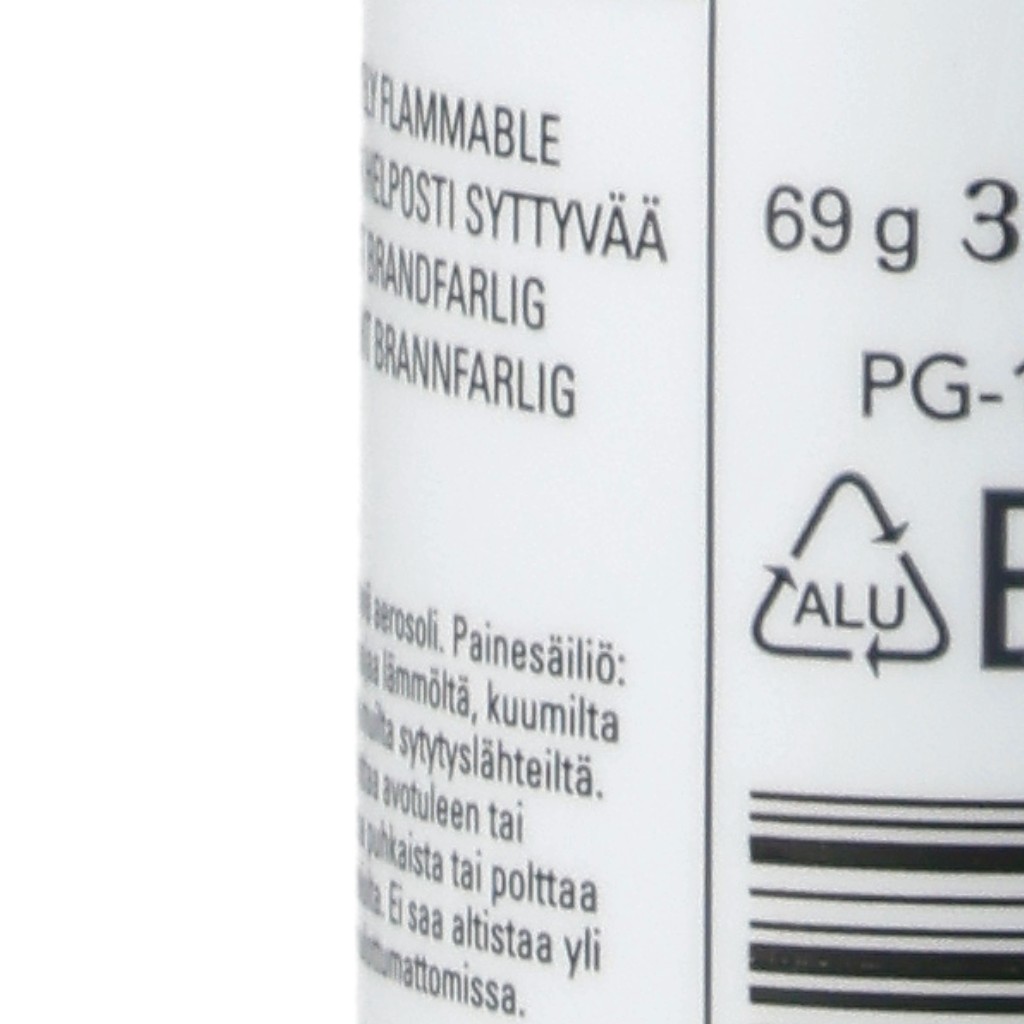 FLAMMABLE
HELPOSTI SYTTYVÄÄ
BRANDFARLIG
BRANNFARLIG
aerosoli. Painesäiliö:
lämmöltä, kuumilta
sytytyslähteiltä.
avotuleen tai
puhkaista tai polttaa
Ei saa altistaa yli
69 g 3
PG-1
ALU